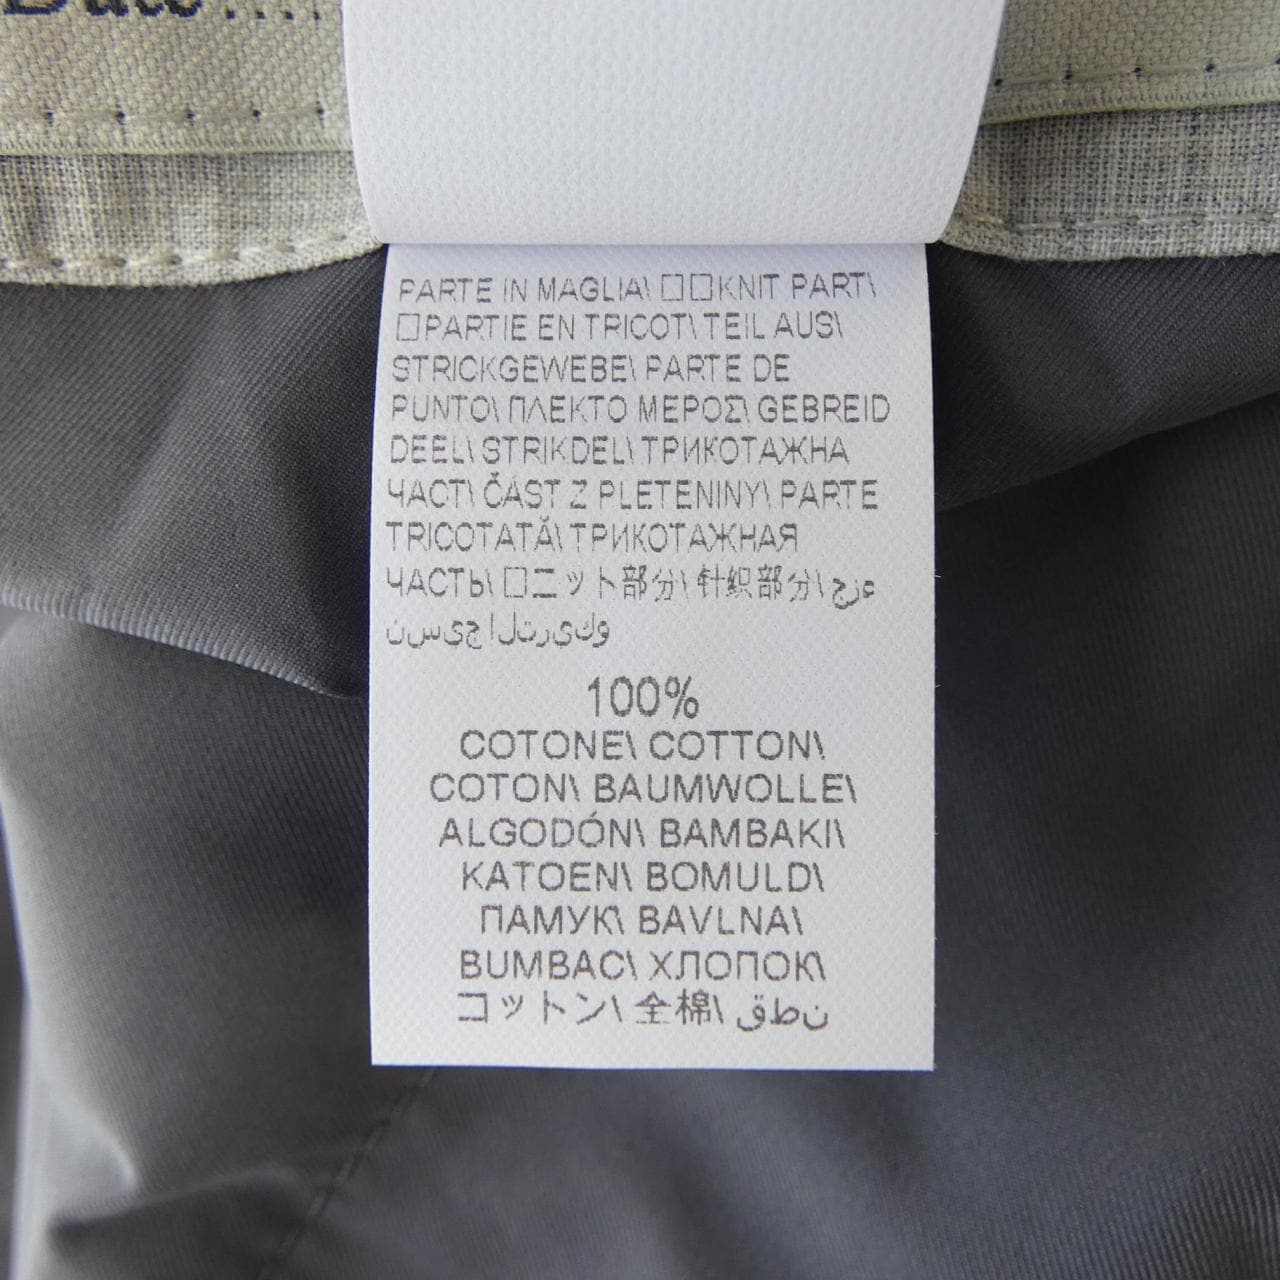 PARTE IN MAGLIA\ □□KNIT PART\
□PARTIE EN TRICOT\ TEIL AUS\
STRICKGEWEBE\ PARTE DE
PUNTO\ ΠΛΕΚΤΟ ΜΕΡΟΣ\ GEBREID
DEEL\ STRIKDEL\ ТРИКОТАЖНА
ЧАСТ\ ČÁST Z PLETENINY\ PARTE
TRICOTATĂ\ ТРИКОТАЖНАЯ
ЧАСТЬ\ □ニット部分\ 针织部分\ جزء
نسيج التريكو
100%
COTONE\ COTTON\
COTON\ BAUMWOLLE\
ALGODÓN\ BAMBAKI\
KATOEN\ BOMULD\
ПАМУК\ BAVLNA\
BUMBAC\ ХЛОПОК\
コットン\ 全棉\ قطن